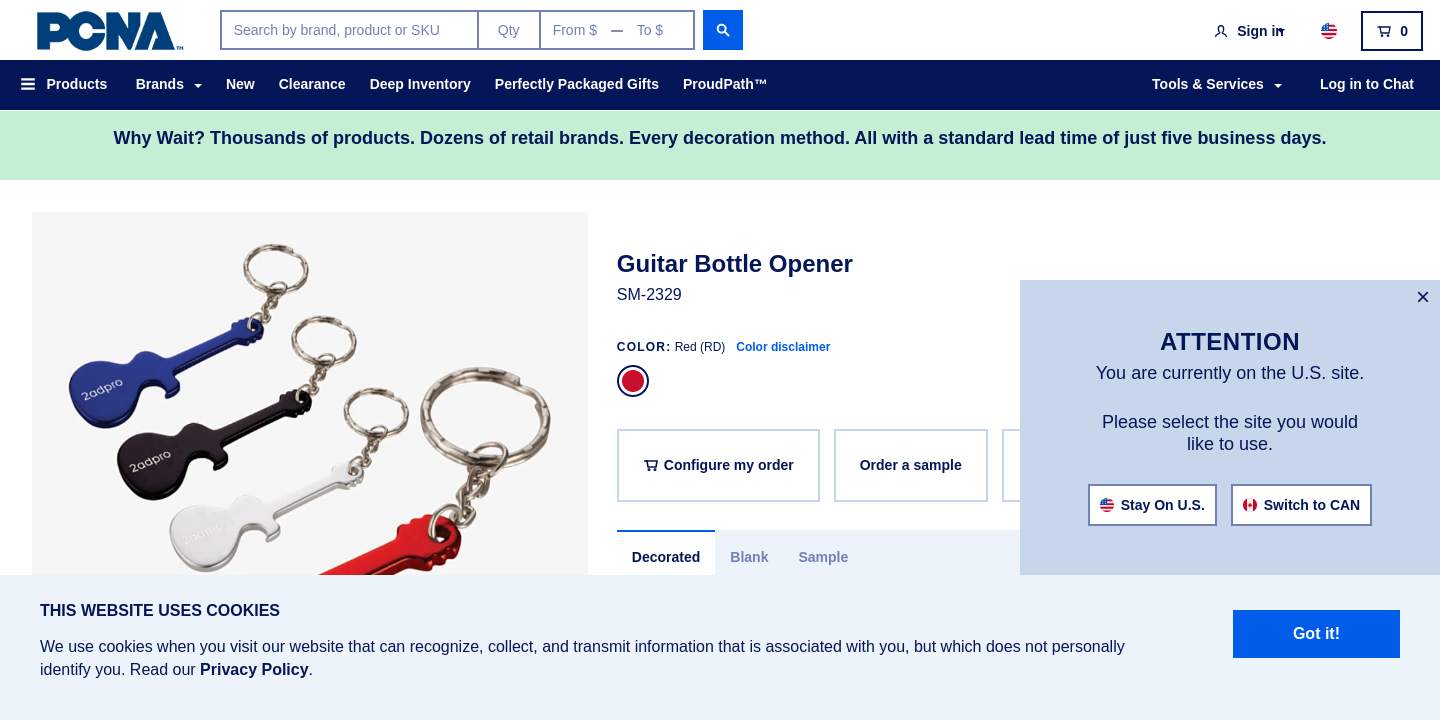 PCNA™
Search by brand, product or SKU
Qty
From $ — To $
Sign in
0
Products
Brands
New
Clearance
Deep Inventory
Perfectly Packaged Gifts
ProudPath™
Tools & Services
Log in to Chat
Why Wait? Thousands of products. Dozens of retail brands. Every decoration method. All with a standard lead time of just five business days.
2adpro
2adpro
2adpro
Guitar Bottle Opener
SM-2329
COLOR: Red (RD) Color disclaimer
Configure my order
Order a sample
Decorated
Blank
Sample
×
ATTENTION
You are currently on the U.S. site.
Please select the site you would
like to use.
Stay On U.S.
Switch to CAN
THIS WEBSITE USES COOKIES
We use cookies when you visit our website that can recognize, collect, and transmit information that is associated with you, but which does not personally
identify you. Read our Privacy Policy.
Got it!